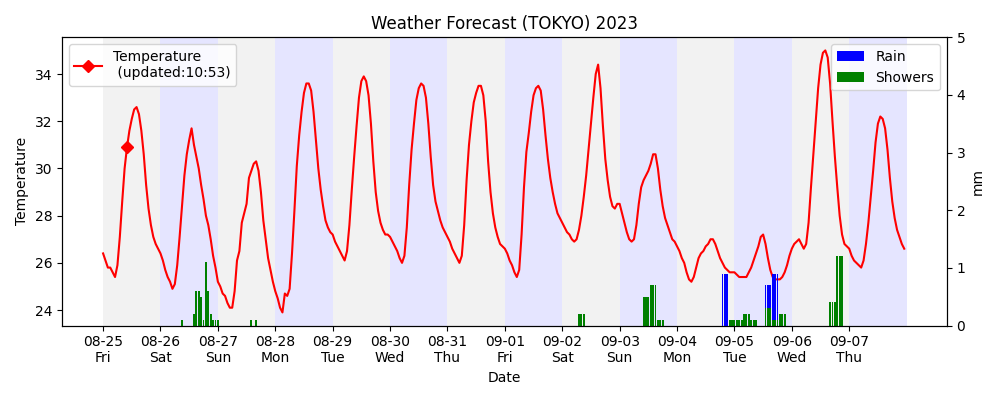 Weather Forecast (TOKYO) 2023
Temperature
(updated:10:53)
Rain
Showers
Temperature
34
32
30
28
26
24
5
4
3
2
1
0
mm
08-25 08-26 08-27 08-28 08-29 08-30 08-31 09-01 09-02 09-03 09-04 09-05 09-06 09-07
Fri Sat Sun Mon Tue Wed Thu Fri Sat Sun Mon Tue Wed Thu
Date